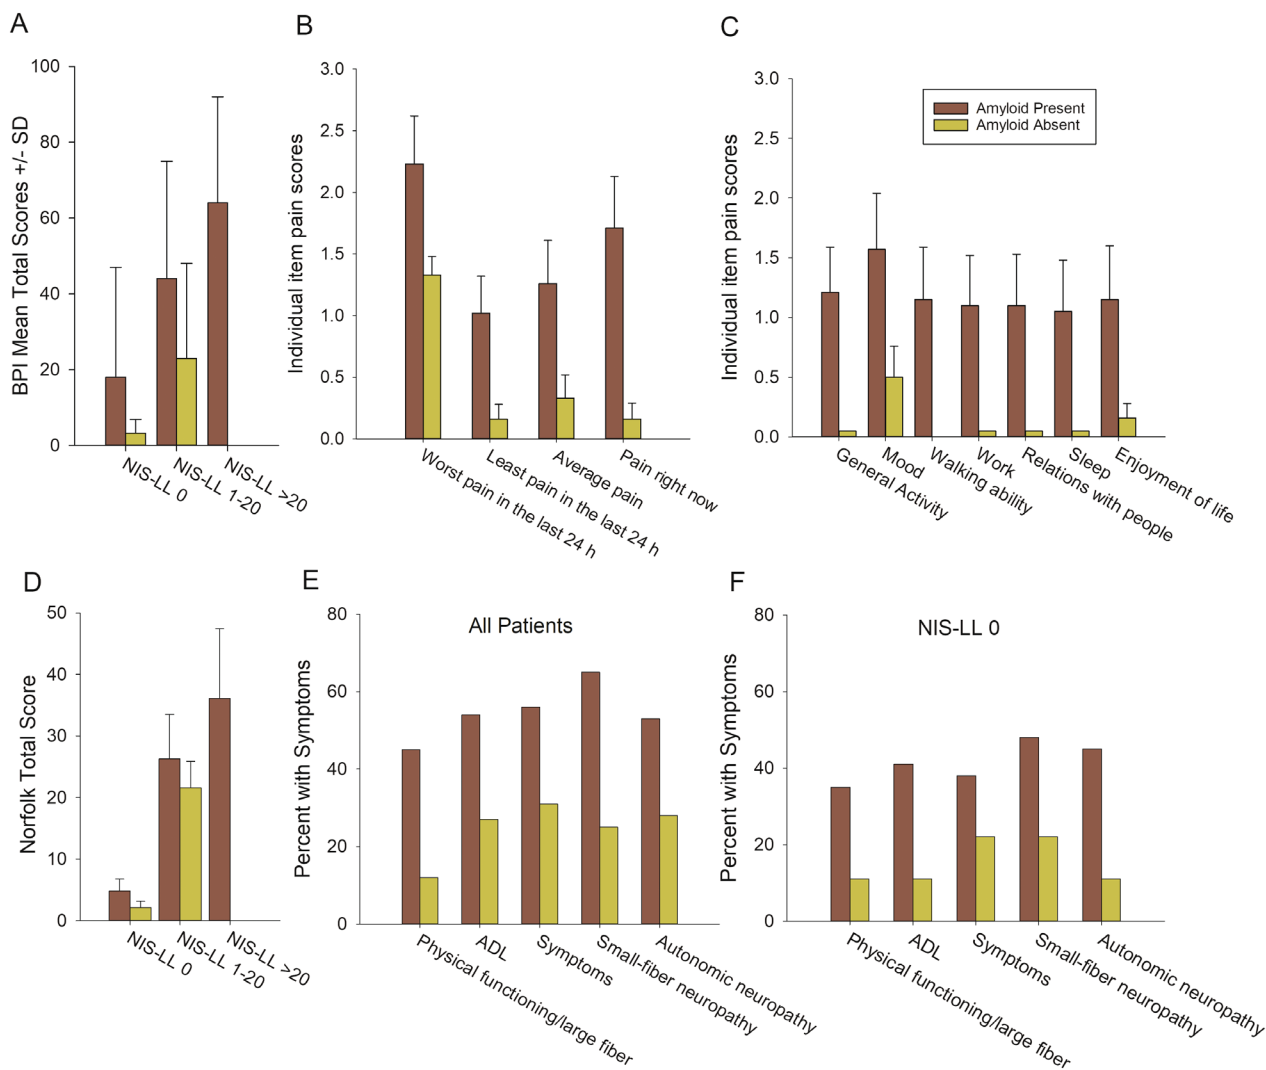 A
BPI Mean Total Scores +/- SD
100
80
60
40
20
0
NIS-LL 0
NIS-LL 1-20
NIS-LL >20
B
Individual item pain scores
3.0
2.5
2.0
1.5
1.0
0.5
0.0
Worst pain in the last 24 h
Least pain in the last 24 h
Average pain
Pain right now
C
Individual item pain scores
3.0
2.5
2.0
1.5
1.0
0.5
0.0
Amyloid Present
Amyloid Absent
General Activity
Mood
Walking ability
Work
Relations with people
Sleep
Enjoyment of life
D
Norfolk Total Score
50
40
30
20
10
0
NIS-LL 0
NIS-LL 1-20
NIS-LL >20
E
All Patients
Percent with Symptoms
80
60
40
20
0
Physical functioning/large fiber
ADL
Symptoms
Small-fiber neuropathy
Autonomic neuropathy
F
NIS-LL 0
Percent with Symptoms
80
60
40
20
0
Physical functioning/large fiber
ADL
Symptoms
Small-fiber neuropathy
Autonomic neuropathy